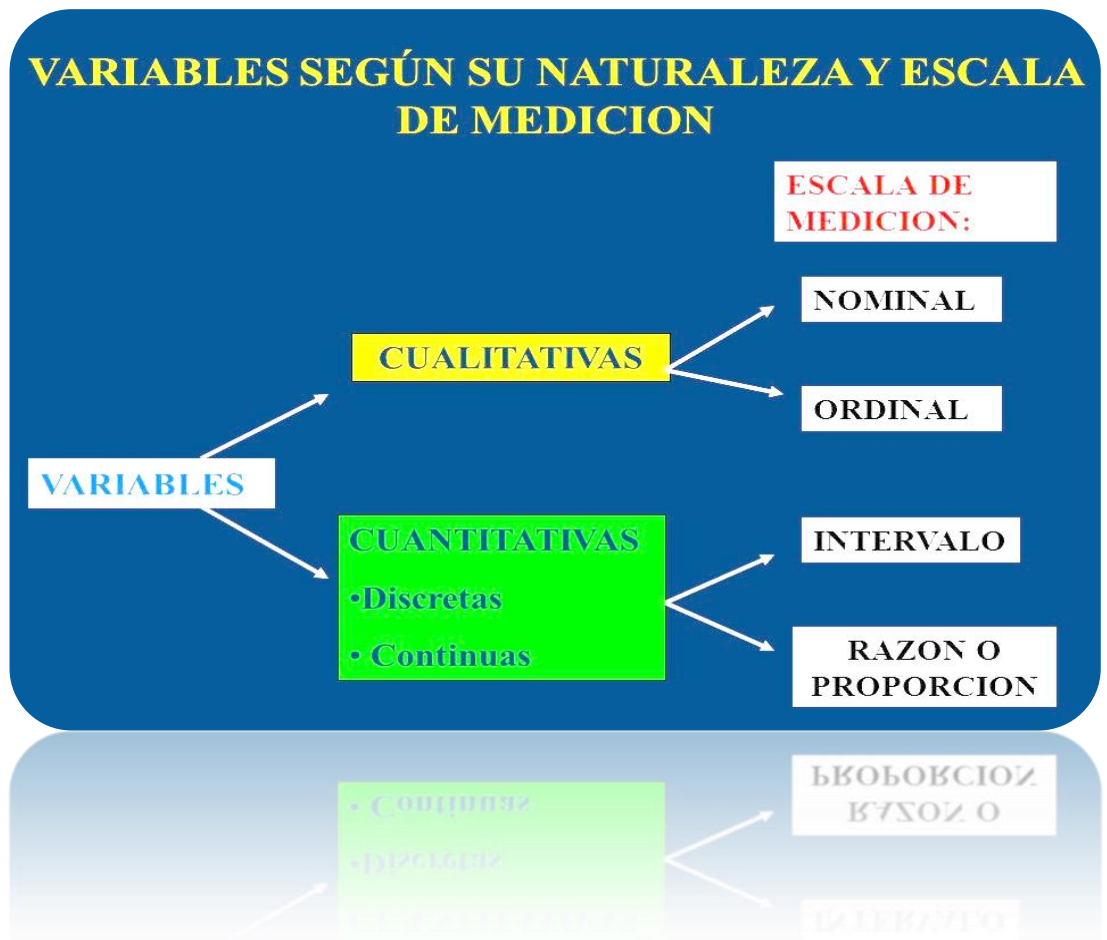 VARIABLES SEGÚN SU NATURALEZA Y ESCALA
DE MEDICION
ESCALA DE
MEDICION:
NOMINAL
CUALITATIVAS
ORDINAL
VARIABLES
CUANTITATIVAS
•Discretas
• Continuas
INTERVALO
RAZON O
PROPORCION